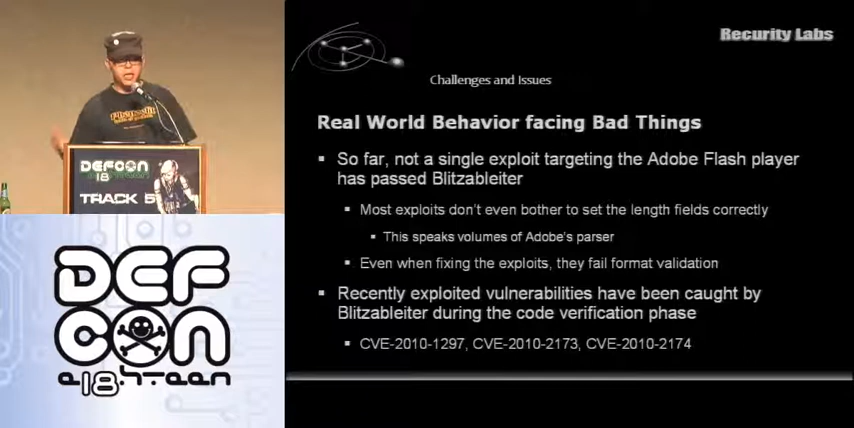 Recurity Labs
Challenges and Issues
Real World Behavior facing Bad Things
So far, not a single exploit targeting the Adobe Flash player
has passed Blitzableiter
Most exploits don't even bother to set the length fields correctly
This speaks volumes of Adobe's parser
Even when fixing the exploits, they fail format validation
Recently exploited vulnerabilities have been caught by
Blitzableiter during the code verification phase
CVE-2010-1297, CVE-2010-2173, CVE-2010-2174
DEFCON
18
TRACK 5
DEF
CON
e18hteen